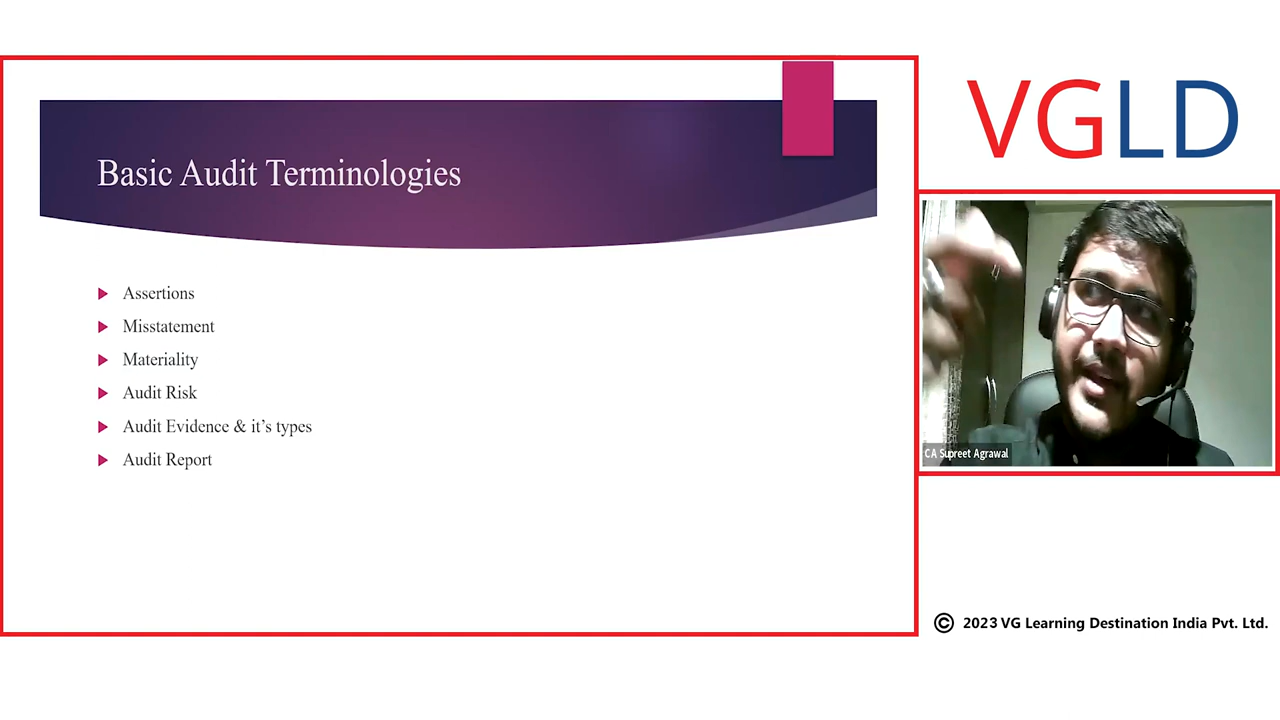 Basic Audit Terminologies
Assertions
Misstatement
Materiality
Audit Risk
Audit Evidence & it’s types
Audit Report
VGLD
CA Supreet Agrawal
© 2023 VG Learning Destination India Pvt. Ltd.